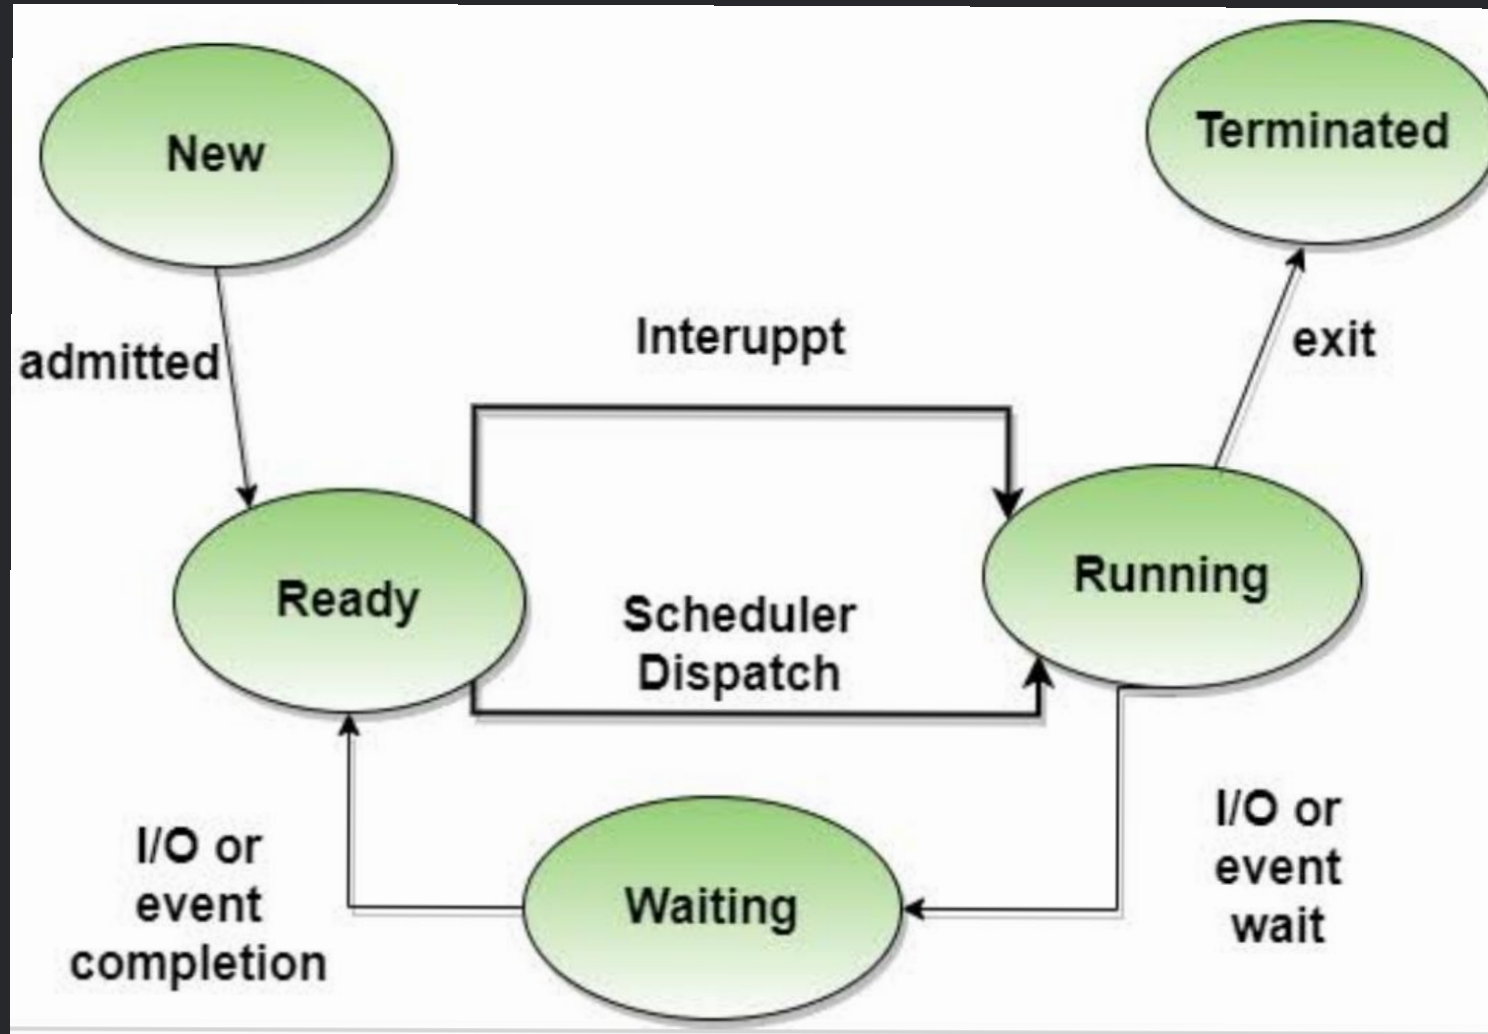 New
Terminated
admitted
Interuppt
exit
Ready
Running
Scheduler
Dispatch
I/O or
event
completion
Waiting
I/O or
event
wait